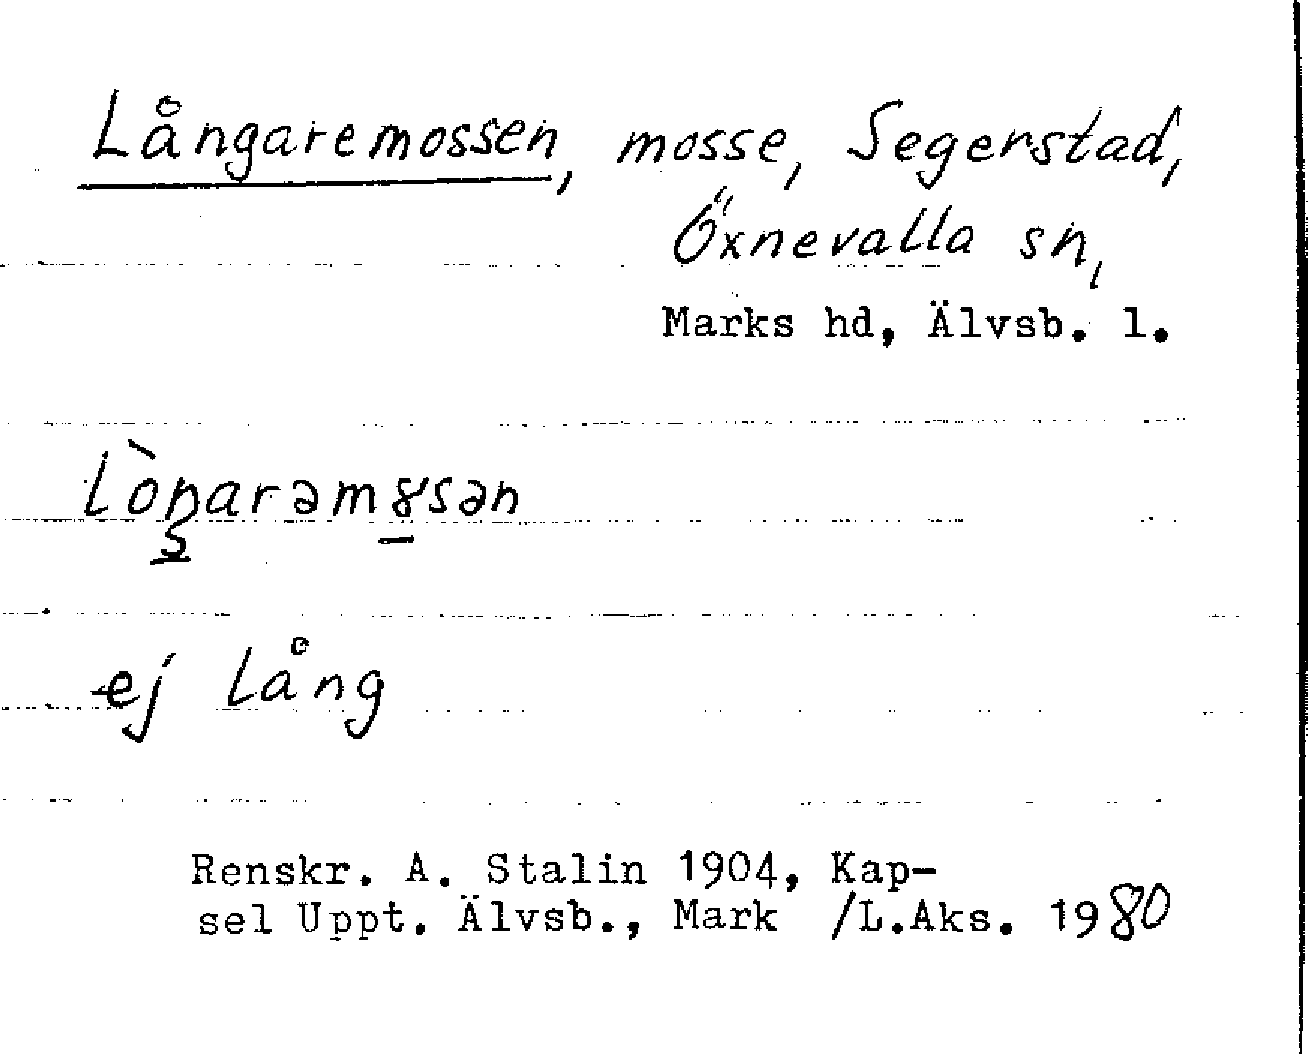 Långaremossen, mosse, Segerstad,
Öxnevalla sn,
Marks hd, Älvsb. l.
lòŋarəm8sən
ej lång
Renskr. A. Stalin 1904, Kap-
sel Uppt. Älvsb., Mark /L.Aks. 1980